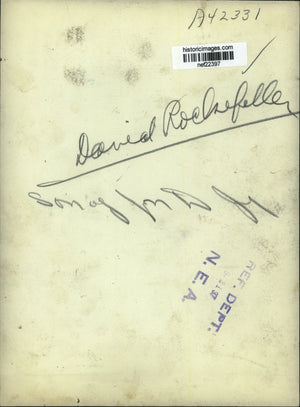 A42331
historicimages.com
nef22397
David Rockefeller
REF. DEPT.
N. E. A.